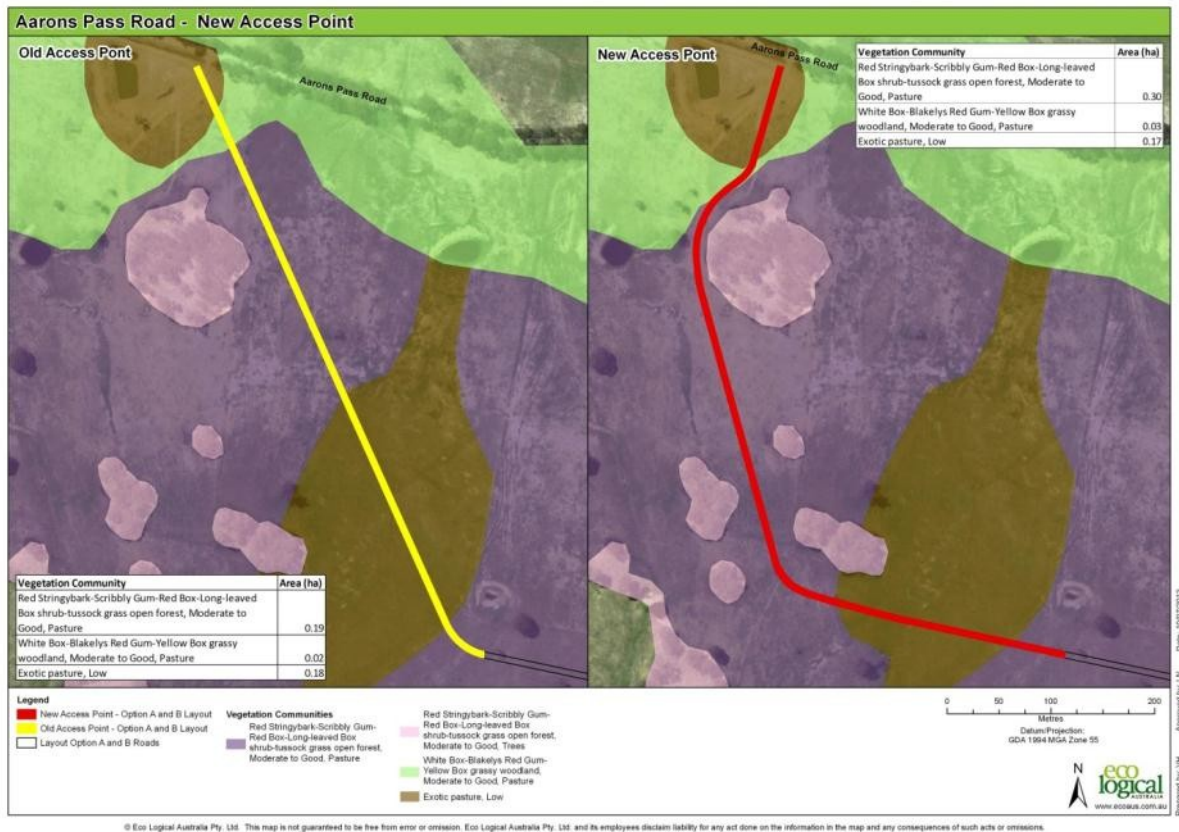 Aarons Pass Road - New Access Point
Old Access Pont
Aarons Pass Road
Vegetation Community Area (ha)
Red Stringybark-Scribbly Gum-Red Box-Long-leaved
Box shrub-tussock grass open forest, Moderate to
Good, Pasture 0.19
White Box-Blakelys Red Gum-Yellow Box grassy
woodland, Moderate to Good, Pasture 0.02
Exotic pasture, Low 0.18
New Access Point
Aarons Pass Road
Vegetation Community Area (ha)
Red Stringybark-Scribbly Gum-Red Box-Long-leaved
Box shrub-tussock grass open forest, Moderate to
Good, Pasture 0.30
White Box-Blakelys Red Gum-Yellow Box grassy
woodland, Moderate to Good, Pasture 0.03
Exotic pasture, Low 0.17
Legend
New Access Point - Option A and B Layout
Old Access Point - Option A and B Layout
Layout Option A and B Roads
Vegetation Communities
Red Stringybark-Scribbly Gum-
Red Box-Long-leaved Box
shrub-tussock grass open forest,
Moderate to Good, Pasture
Red Stringybark-Scribbly Gum-
Red Box-Long-leaved Box
shrub-tussock grass open forest,
Moderate to Good, Trees
White Box-Blakelys Red Gum-
Yellow Box grassy woodland,
Moderate to Good, Pasture
Exotic pasture, Low
0 50 100 200
Metres
Datum/Projection:
GDA 1994 MGA Zone 55
N
eco
logical
AUSTRALIA
www.ecoaus.com.au
Prepared by
© Eco Logical Australia Pty. Ltd. This map is not guaranteed to be free from error or omission. Eco Logical Australia Pty. Ltd. and its employees disclaim liability for any act done on the information in the map and any consequences of such acts or omissions.